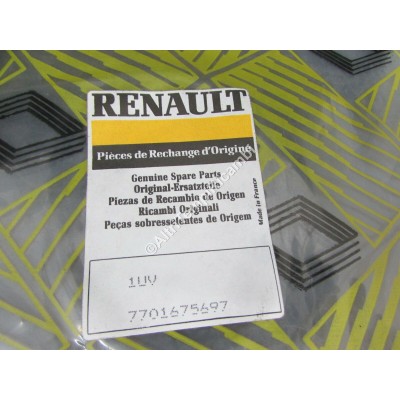 RENAULT
Pièces de Rechange d'Origine
Genuine Spare Parts
Original-Ersatzteile
Piezas de Recambio de Origen
Ricambi Originali
Peças sobresselentes de Origem
Made in France
1UV
7701675697